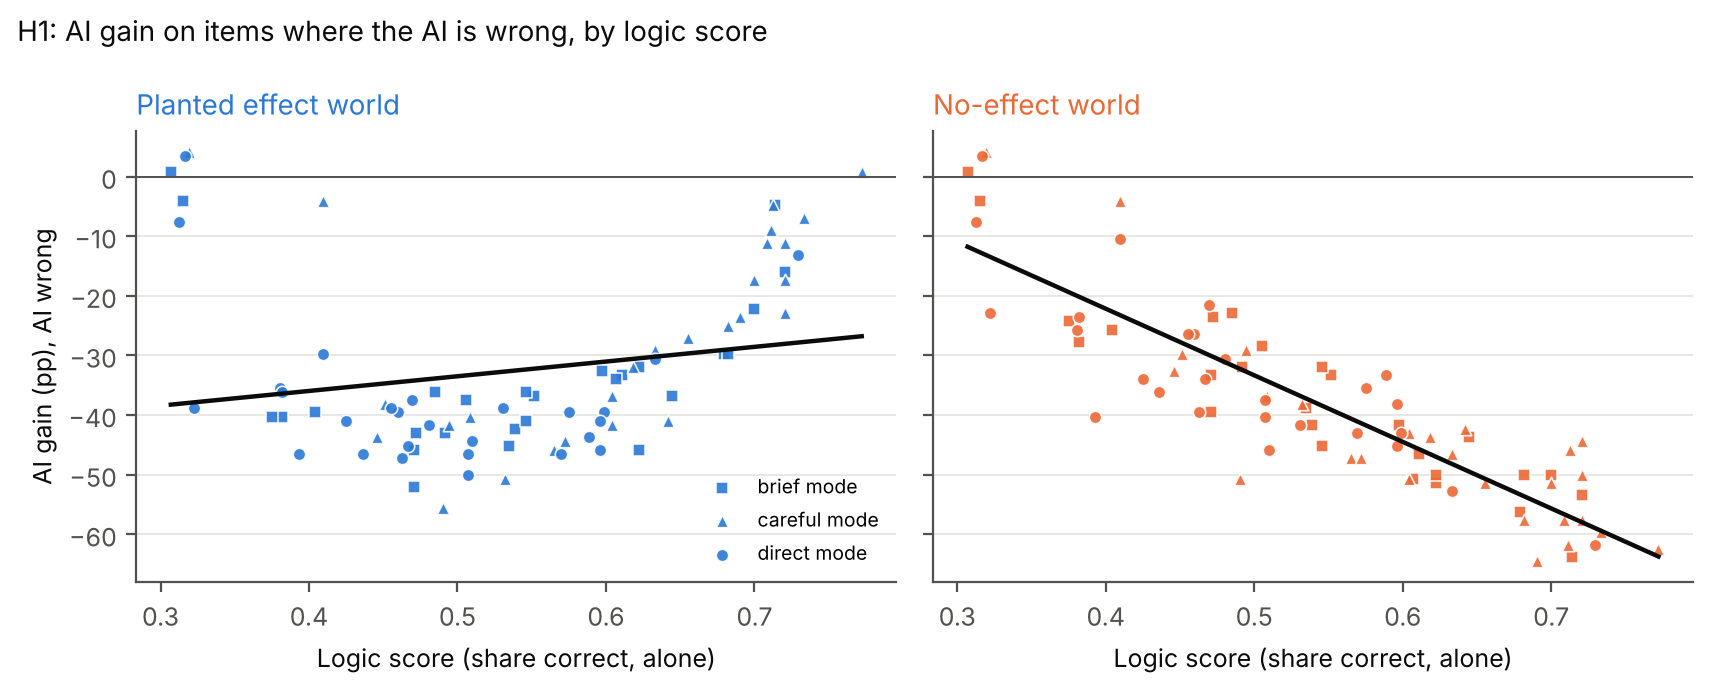 H1: AI gain on items where the AI is wrong, by logic score
Planted effect world
No-effect world
AI gain (pp), AI wrong
0
−10
−20
−30
−40
−50
−60
brief mode
careful mode
direct mode
0.3 0.4 0.5 0.6 0.7
0.3 0.4 0.5 0.6 0.7
Logic score (share correct, alone)
Logic score (share correct, alone)